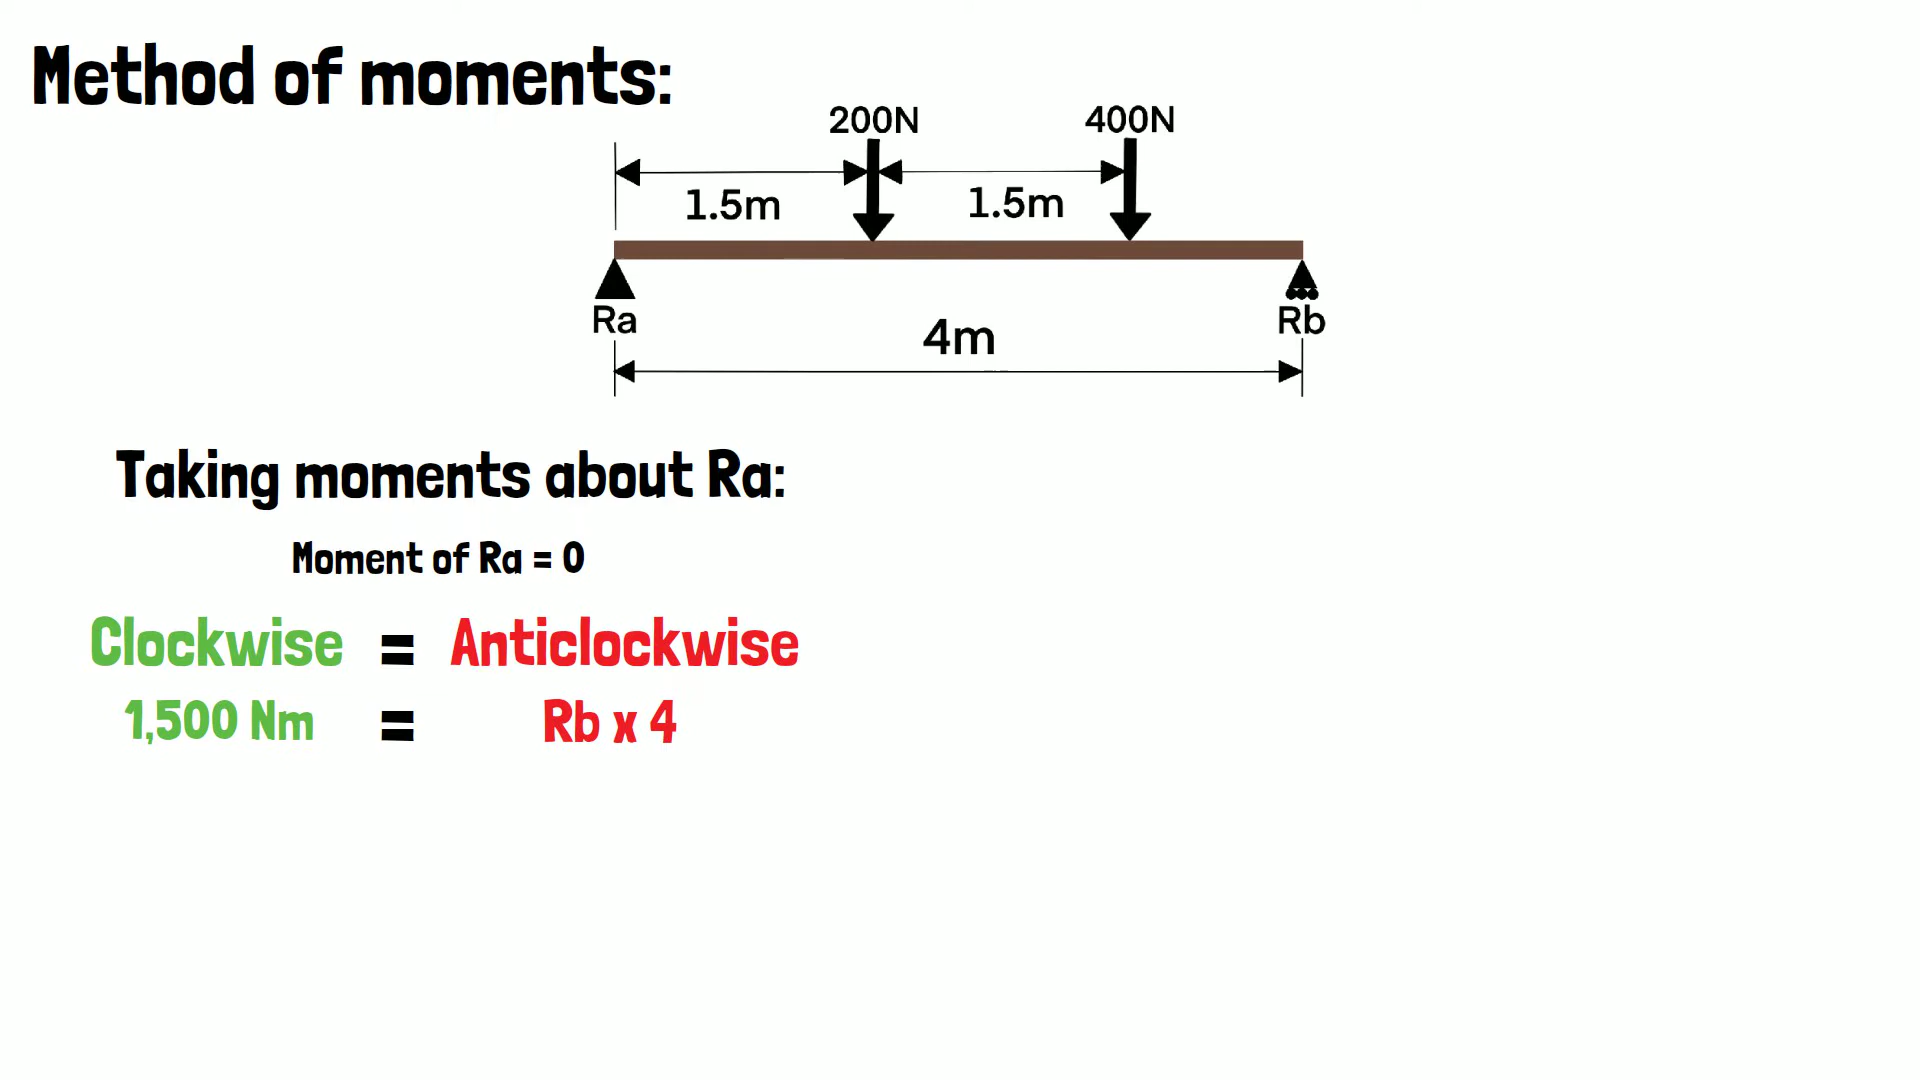 Method of moments:
200N 400N
1.5m 1.5m
Ra Rb
4m
Taking moments about Ra:
Moment of Ra = 0
Clockwise = Anticlockwise
1,500 Nm = Rb x 4